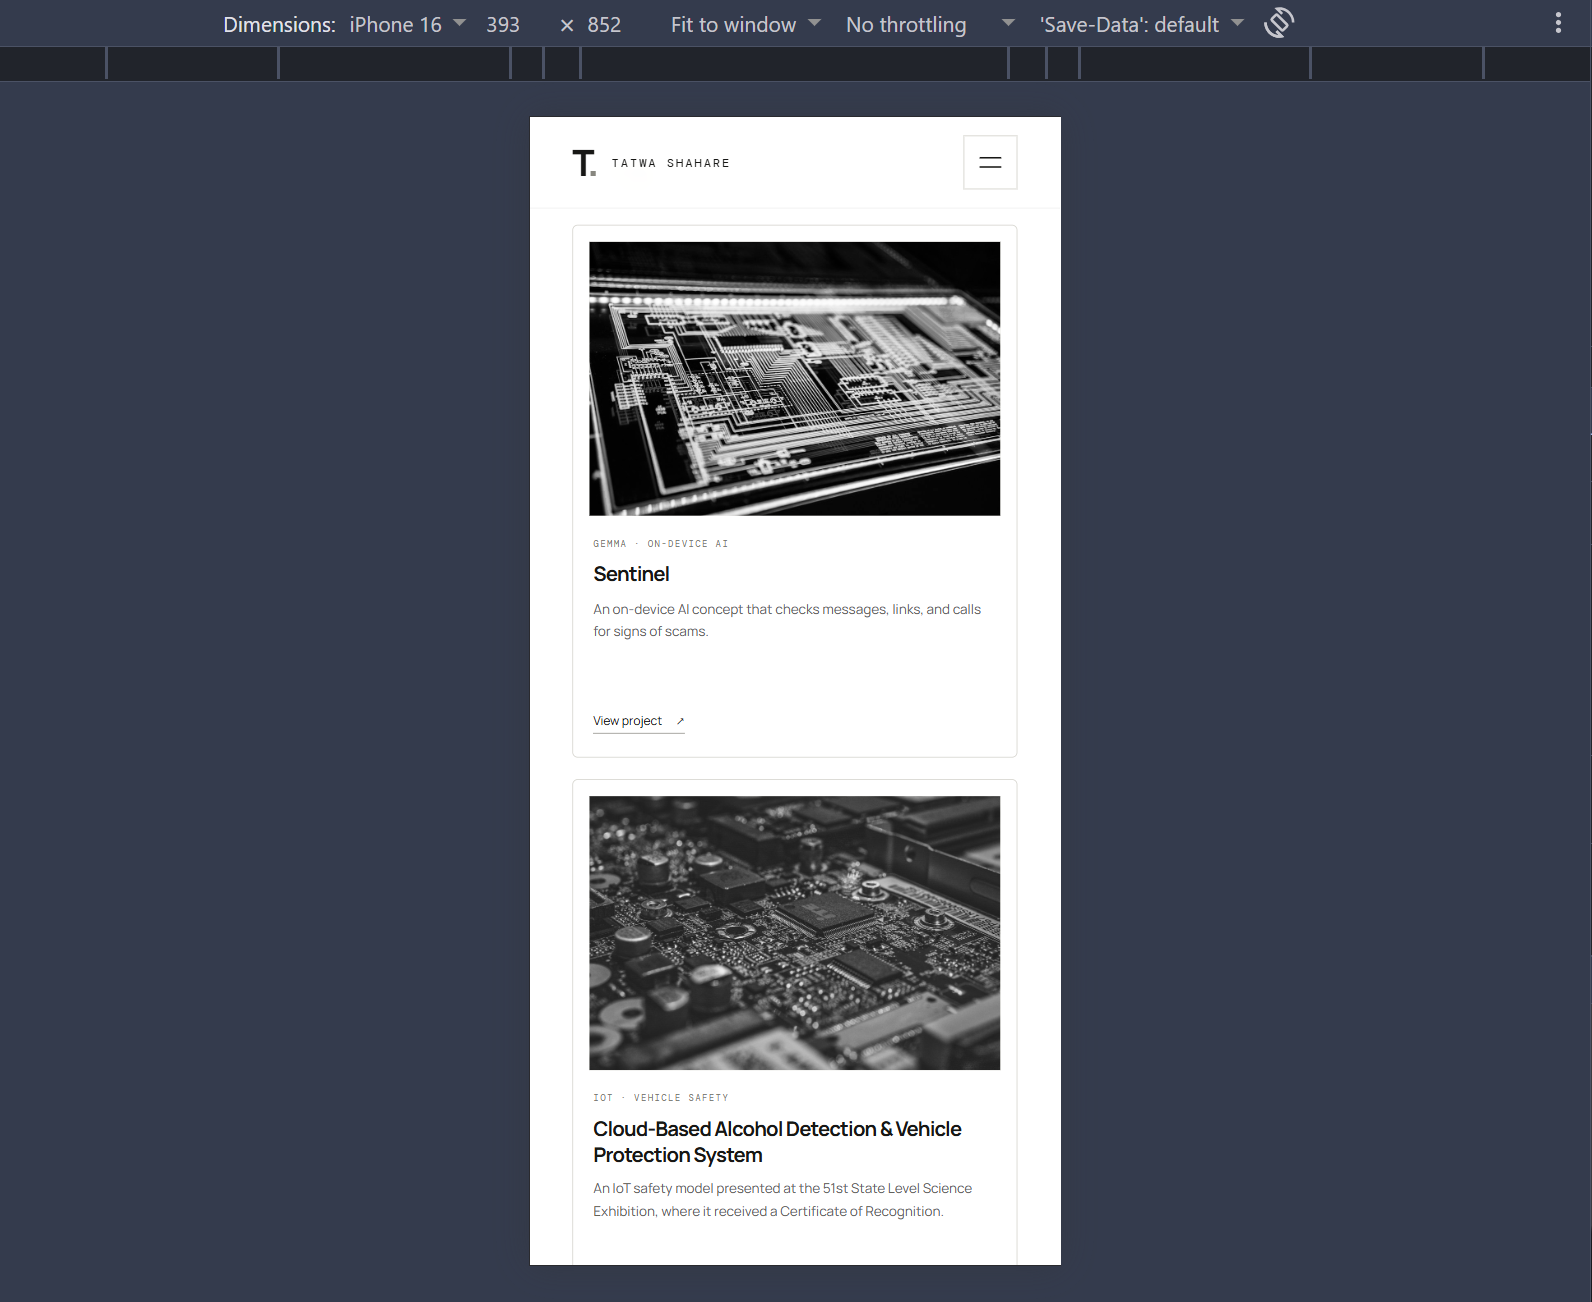 Dimensions: iPhone 16 393 × 852 Fit to window No throttling 'Save-Data': default
T. TATWA SHAHARE
GEMMA · ON-DEVICE AI
Sentinel
An on-device AI concept that checks messages, links, and calls
for signs of scams.
View project ↗
IOT · VEHICLE SAFETY
Cloud-Based Alcohol Detection & Vehicle
Protection System
An IoT safety model presented at the 51st State Level Science
Exhibition, where it received a Certificate of Recognition.